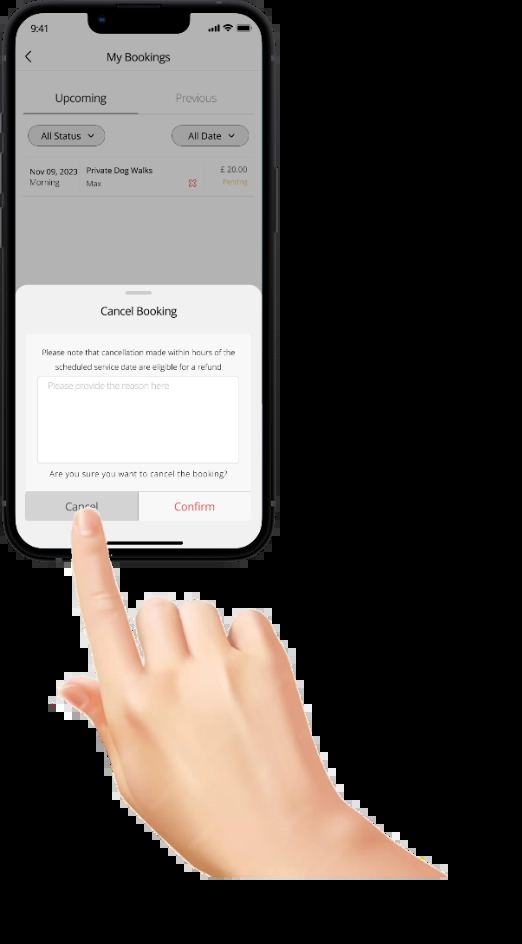 9:41
My Bookings
Upcoming Previous
All Status All Date
Nov 09, 2023 Private Dog Walks £ 20.00
Morning Max Pending
Cancel Booking
Please note that cancellation made within hours of the
scheduled service date are eligible for a refund
Please provide the reason here
Are you sure you want to cancel the booking?
Cancel Confirm